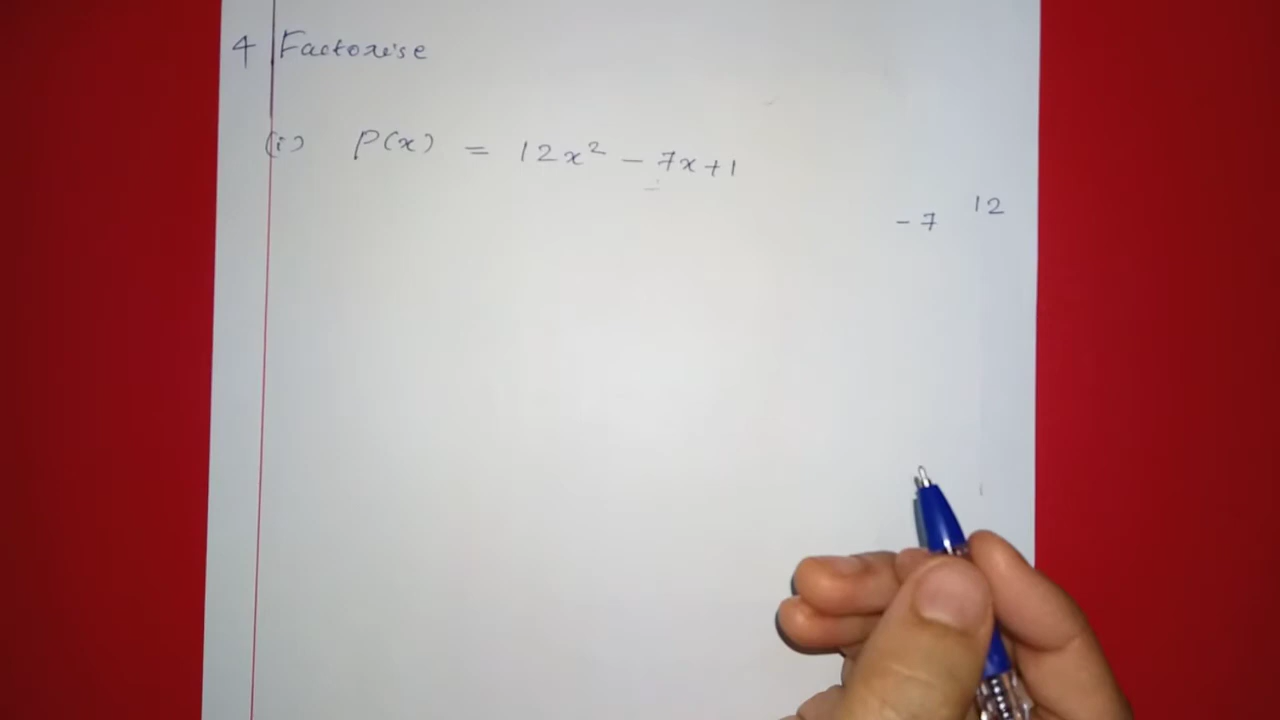 4 Factorise
(i) P(x) = 12x² - 7x + 1
-7 12